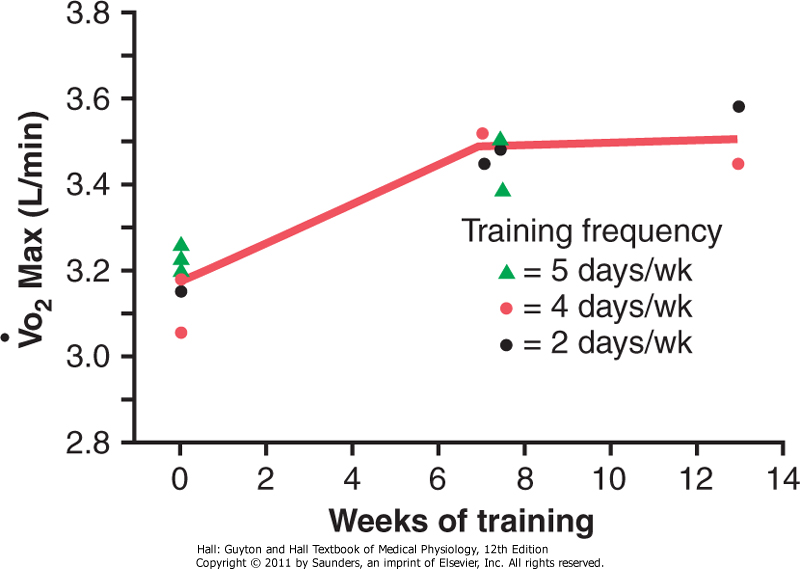 3.8
3.6
3.4
3.2
3.0
2.8
V̇o₂ Max (L/min)
Training frequency
= 5 days/wk
= 4 days/wk
= 2 days/wk
0 2 4 6 8 10 12 14
Weeks of training
Hall: Guyton and Hall Textbook of Medical Physiology, 12th Edition
Copyright © 2011 by Saunders, an imprint of Elsevier, Inc. All rights reserved.